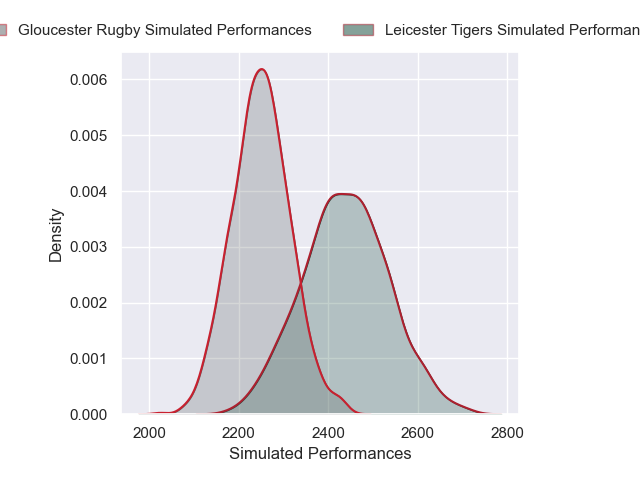 Gloucester Rugby Simulated Performances
Leicester Tigers Simulated Performan
0.006
0.005
0.004
0.003
0.002
0.001
0.000
Density
2000 2200 2400 2600 2800
Simulated Performances